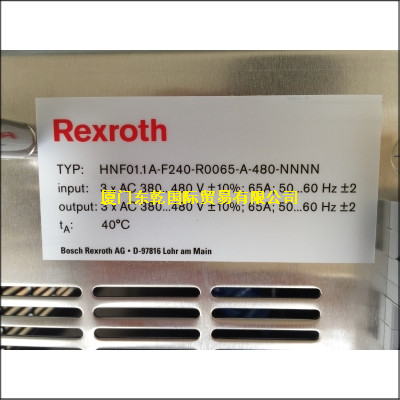 Rexroth
TYP: HNF01.1A-F240-R0065-A-480-NNNN
input: 3 x AC 380...480 V ±10%; 65A; 50...60 Hz ±2
厦门东乾国际贸易有限公司
output: 3 x AC 380...480 V ±10%; 65A; 50...60 Hz ±2
tA: 40°C
Bosch Rexroth AG • D-97816 Lohr am Main